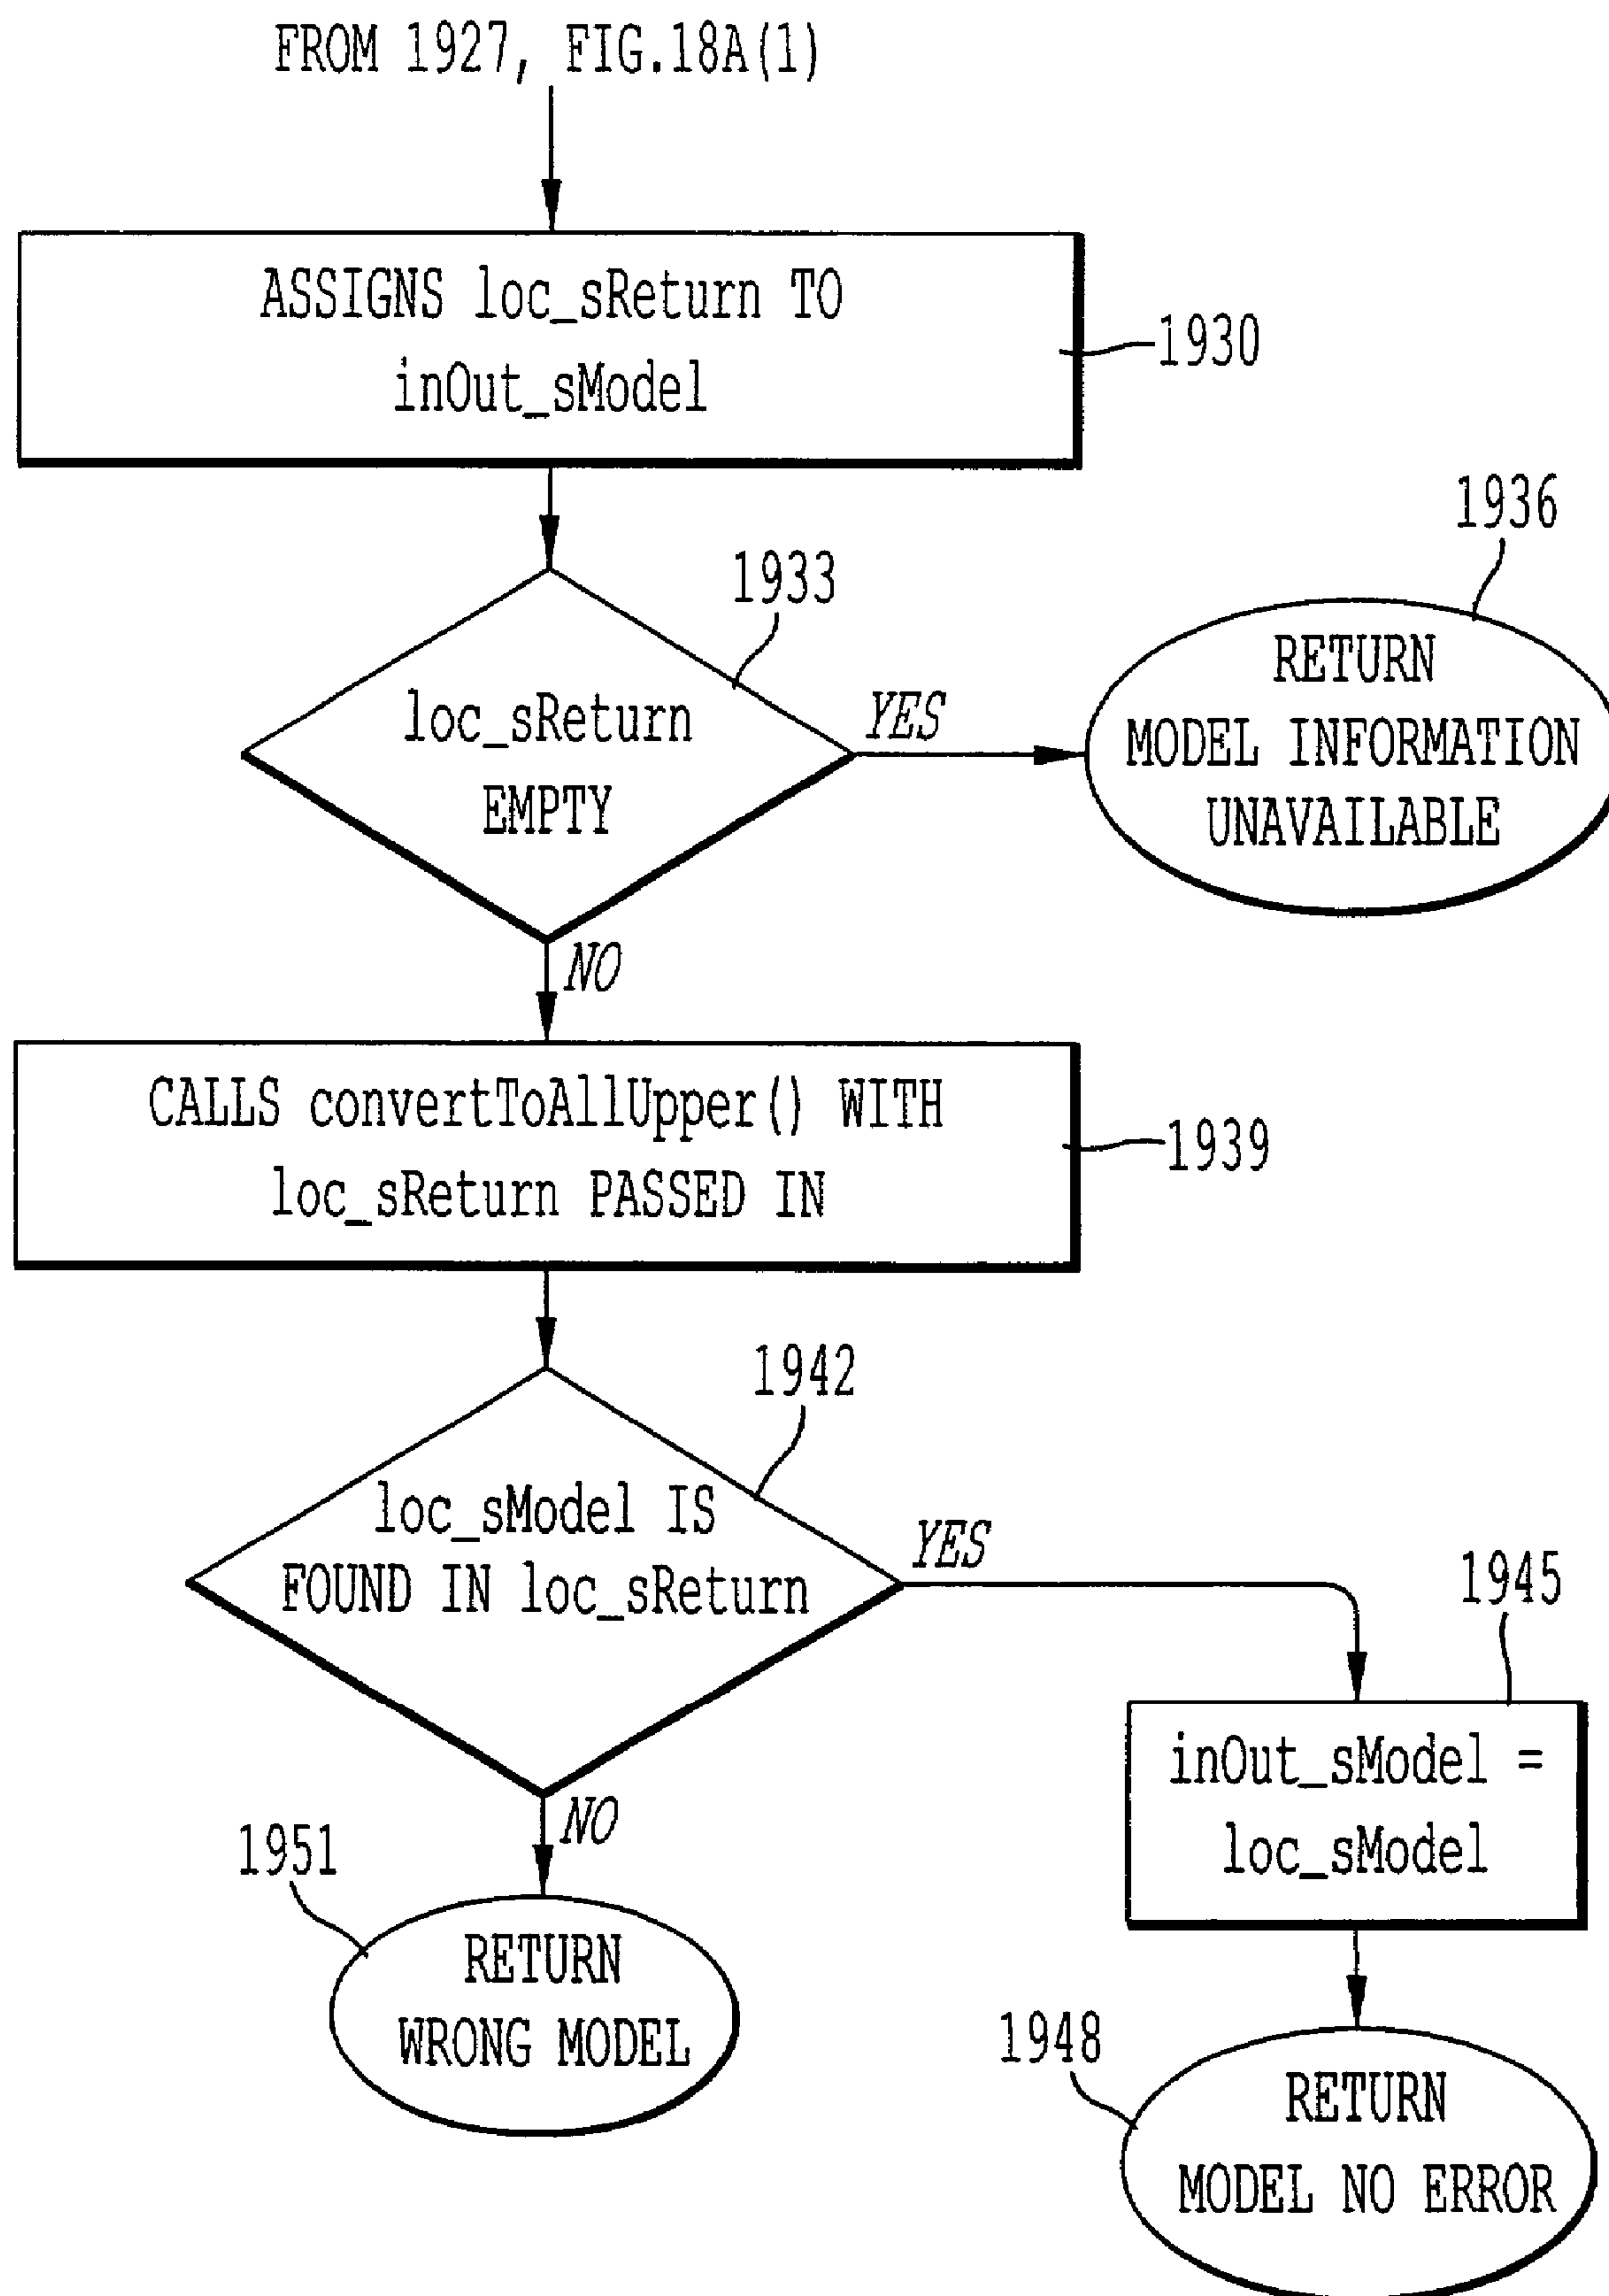 FROM 1927, FIG.18A(1)
ASSIGNS loc_sReturn TO
inOut_sModel
1930
1933
loc_sReturn
EMPTY
YES
1936
RETURN
MODEL INFORMATION
UNAVAILABLE
NO
CALLS convertToAllUpper() WITH
loc_sReturn PASSED IN
1939
1942
loc_sModel IS
FOUND IN loc_sReturn
YES
1945
inOut_sModel =
loc_sModel
NO
1951
RETURN
WRONG MODEL
1948
RETURN
MODEL NO ERROR